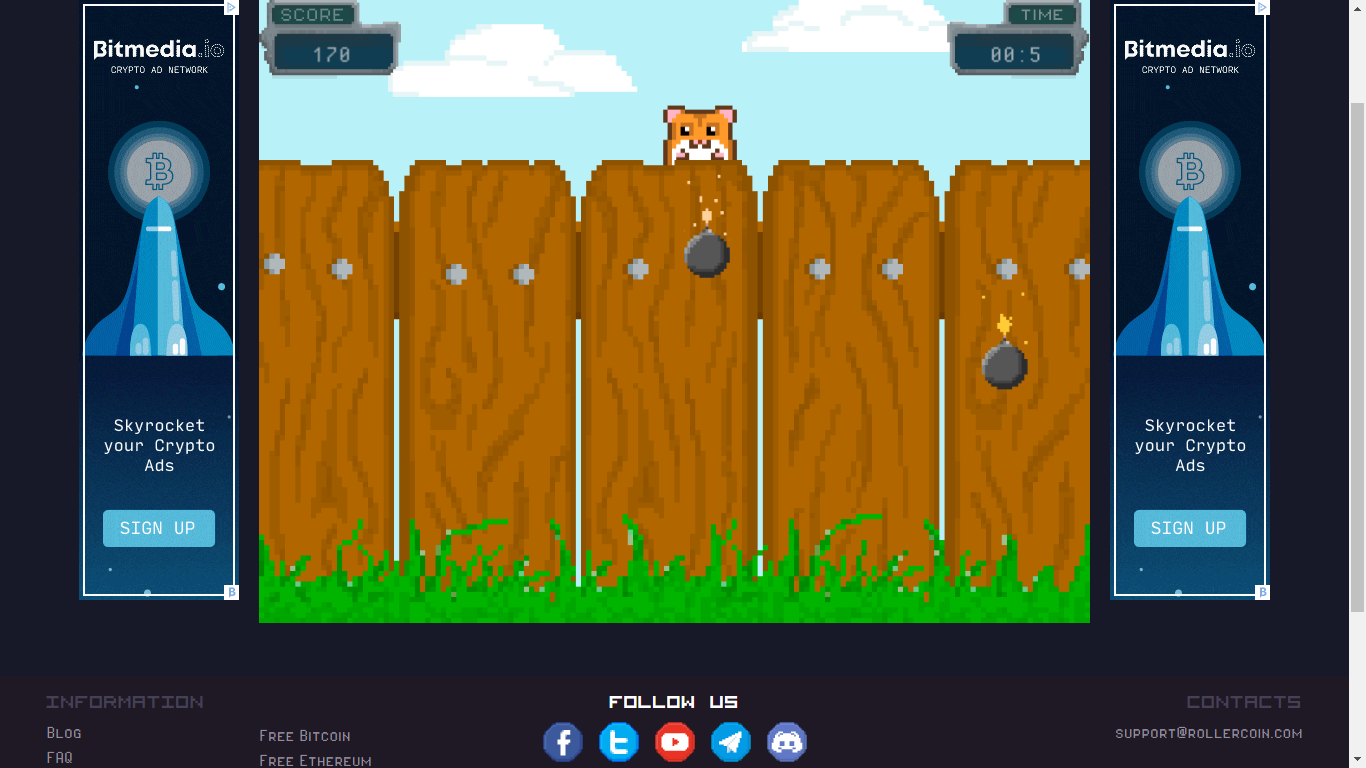 SCORE
170
TIME
00:5
Bitmedia.io
CRYPTO AD NETWORK
B
Skyrocket
your Crypto
Ads
SIGN UP
B
Bitmedia.io
CRYPTO AD NETWORK
B
Skyrocket
your Crypto
Ads
SIGN UP
B
INFORMATION
Blog
FAQ
Free Bitcoin
Free Ethereum
FOLLOW US
CONTACTS
support@rollercoin.com